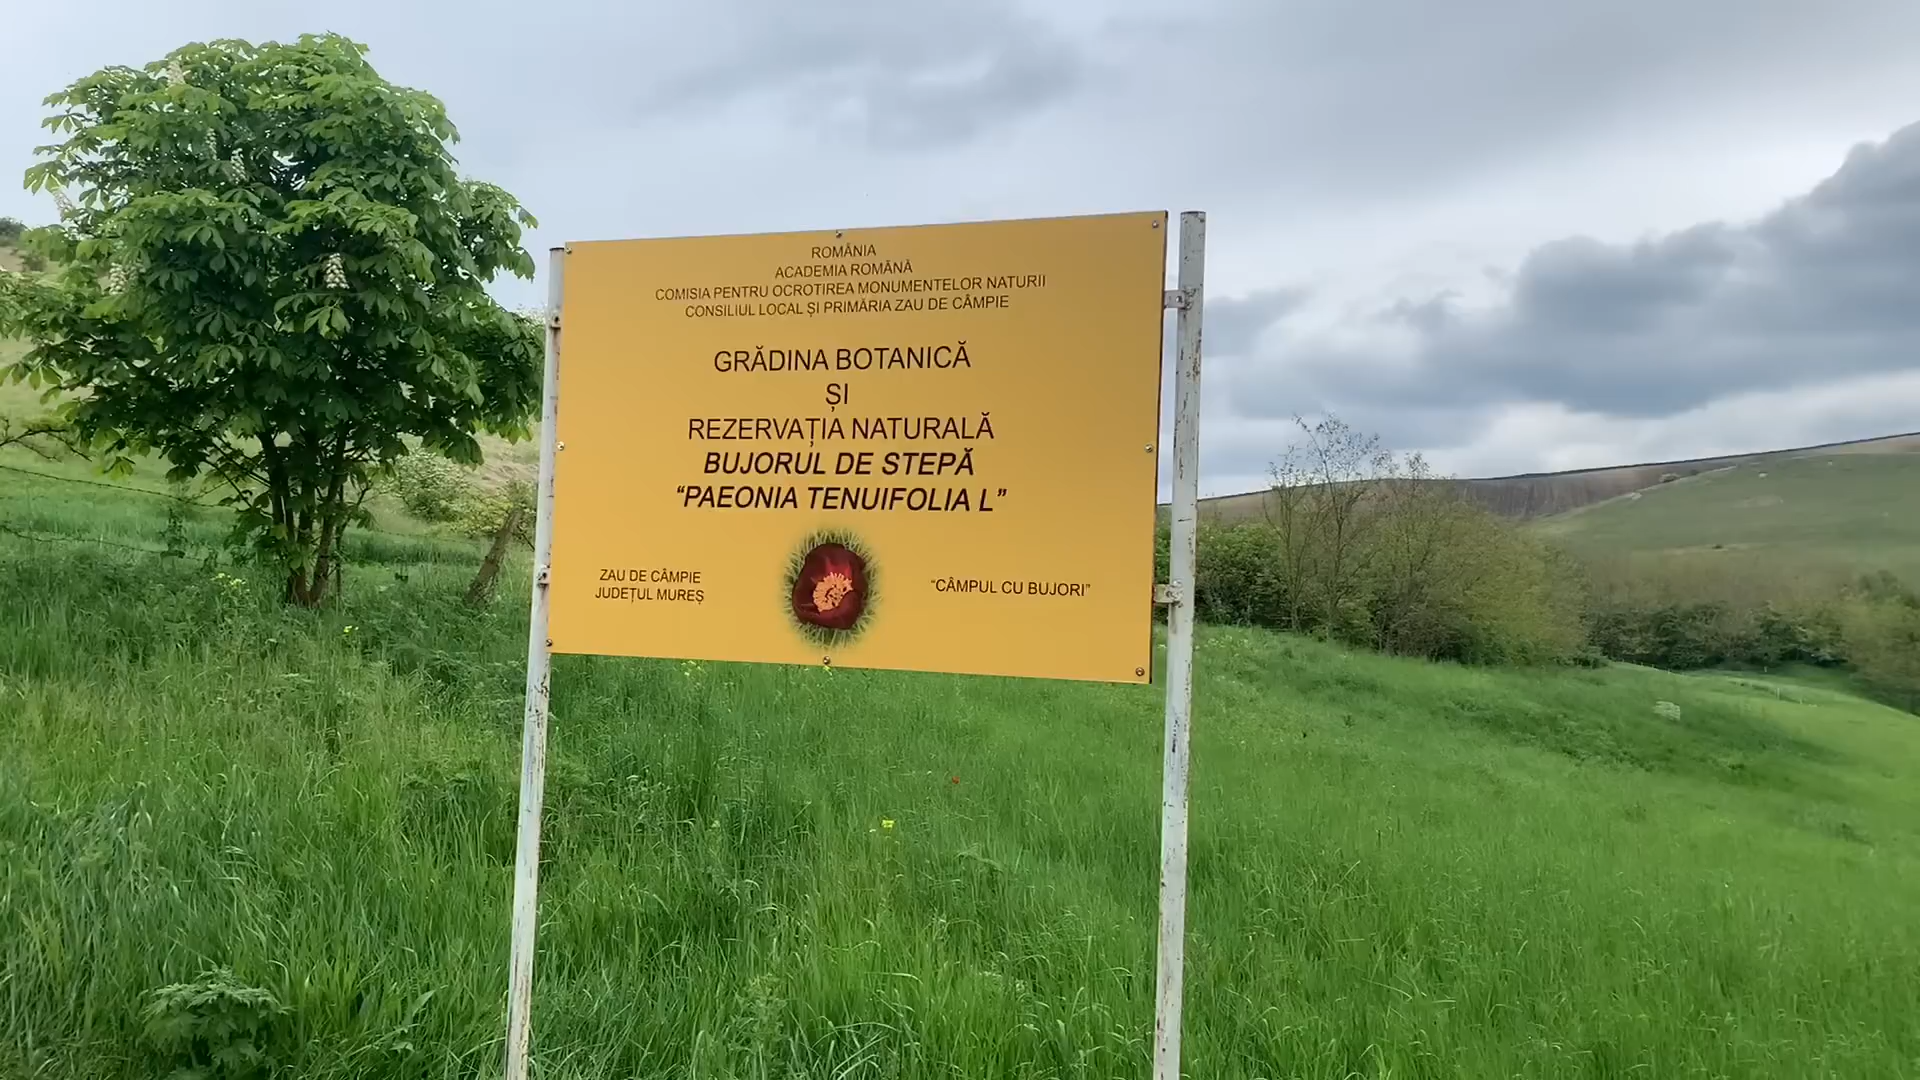 ROMÂNIA
ACADEMIA ROMÂNĂ
COMISIA PENTRU OCROTIREA MONUMENTELOR NATURII
CONSILIUL LOCAL ȘI PRIMĂRIA ZAU DE CÂMPIE
GRĂDINA BOTANICĂ
ȘI
REZERVAȚIA NATURALĂ
BUJORUL DE STEPĂ
“PAEONIA TENUIFOLIA L”
ZAU DE CÂMPIE
JUDEȚUL MUREȘ
“CÂMPUL CU BUJORI”